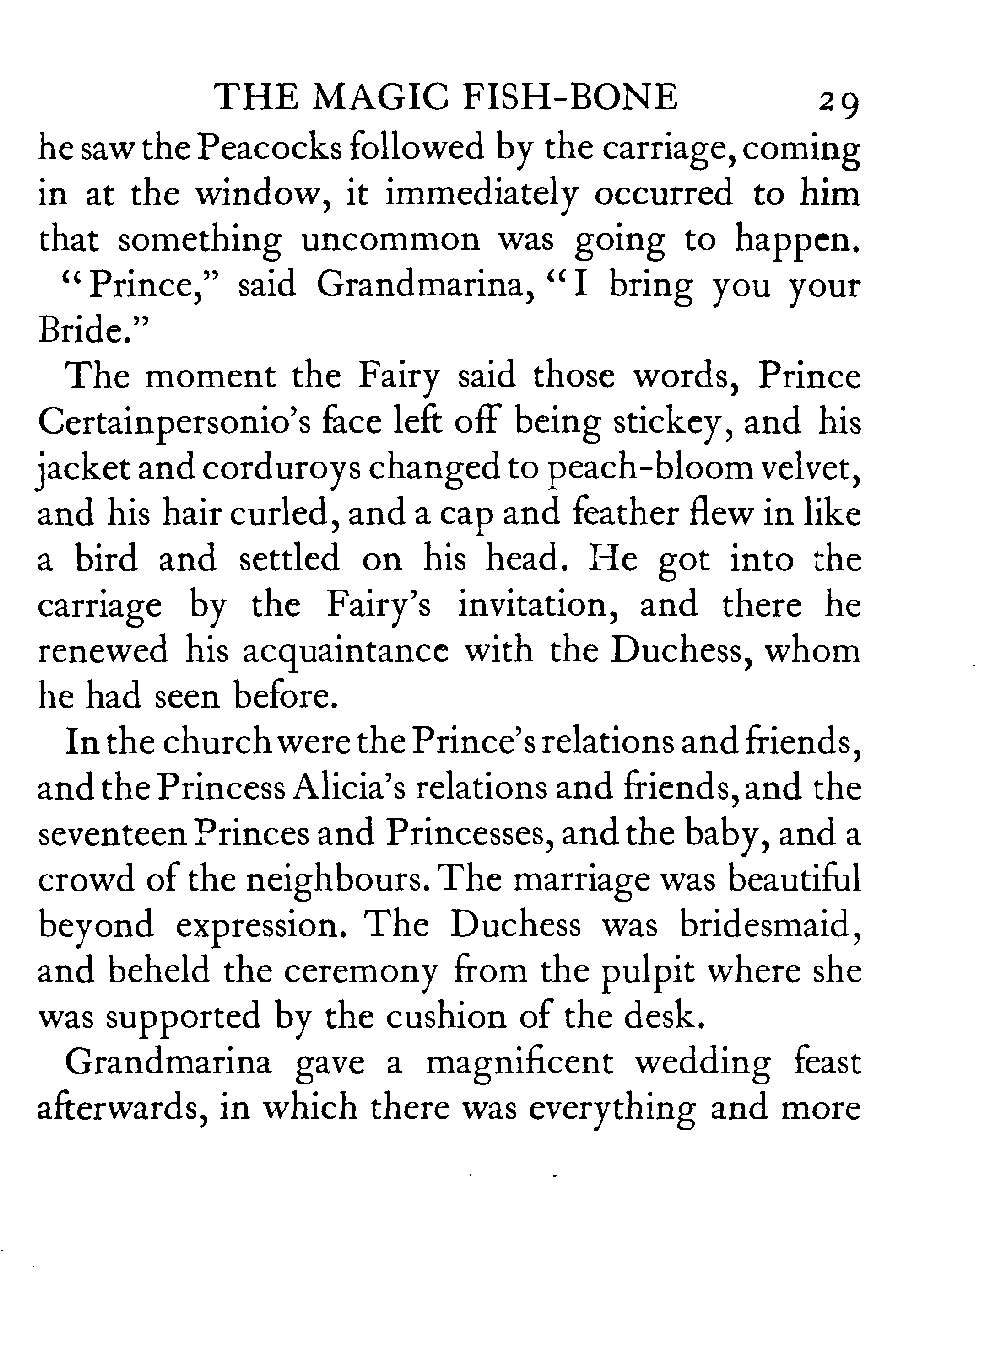 THE MAGIC FISH-BONE 29
he saw the Peacocks followed by the carriage, coming
in at the window, it immediately occurred to him
that something uncommon was going to happen.
“Prince,” said Grandmarina, “I bring you your
Bride.”
The moment the Fairy said those words, Prince
Certainpersonio’s face left off being stickey, and his
jacket and corduroys changed to peach-bloom velvet,
and his hair curled, and a cap and feather flew in like
a bird and settled on his head. He got into the
carriage by the Fairy’s invitation, and there he
renewed his acquaintance with the Duchess, whom
he had seen before.
In the church were the Prince’s relations and friends,
and the Princess Alicia’s relations and friends, and the
seventeen Princes and Princesses, and the baby, and a
crowd of the neighbours. The marriage was beautiful
beyond expression. The Duchess was bridesmaid,
and beheld the ceremony from the pulpit where she
was supported by the cushion of the desk.
Grandmarina gave a magnificent wedding feast
afterwards, in which there was everything and more